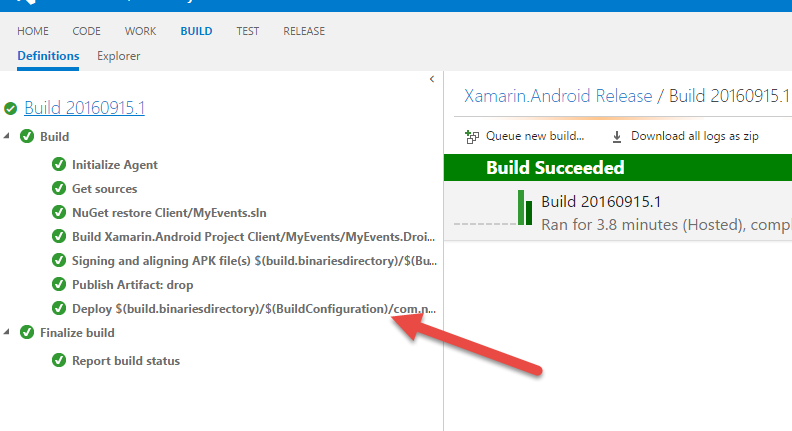 HOME CODE WORK BUILD TEST RELEASE
Definitions Explorer
Build 20160915.1
Build
Initialize Agent
Get sources
NuGet restore Client/MyEvents.sln
Build Xamarin.Android Project Client/MyEvents/MyEvents.Droi...
Signing and aligning APK file(s) $(build.binariesdirectory)/$(Bu...
Publish Artifact: drop
Deploy $(build.binariesdirectory)/$(BuildConfiguration)/com.n...
Finalize build
Report build status
Xamarin.Android Release / Build 20160915.1
Queue new build... Download all logs as zip
Build Succeeded
Build 20160915.1
Ran for 3.8 minutes (Hosted), compl